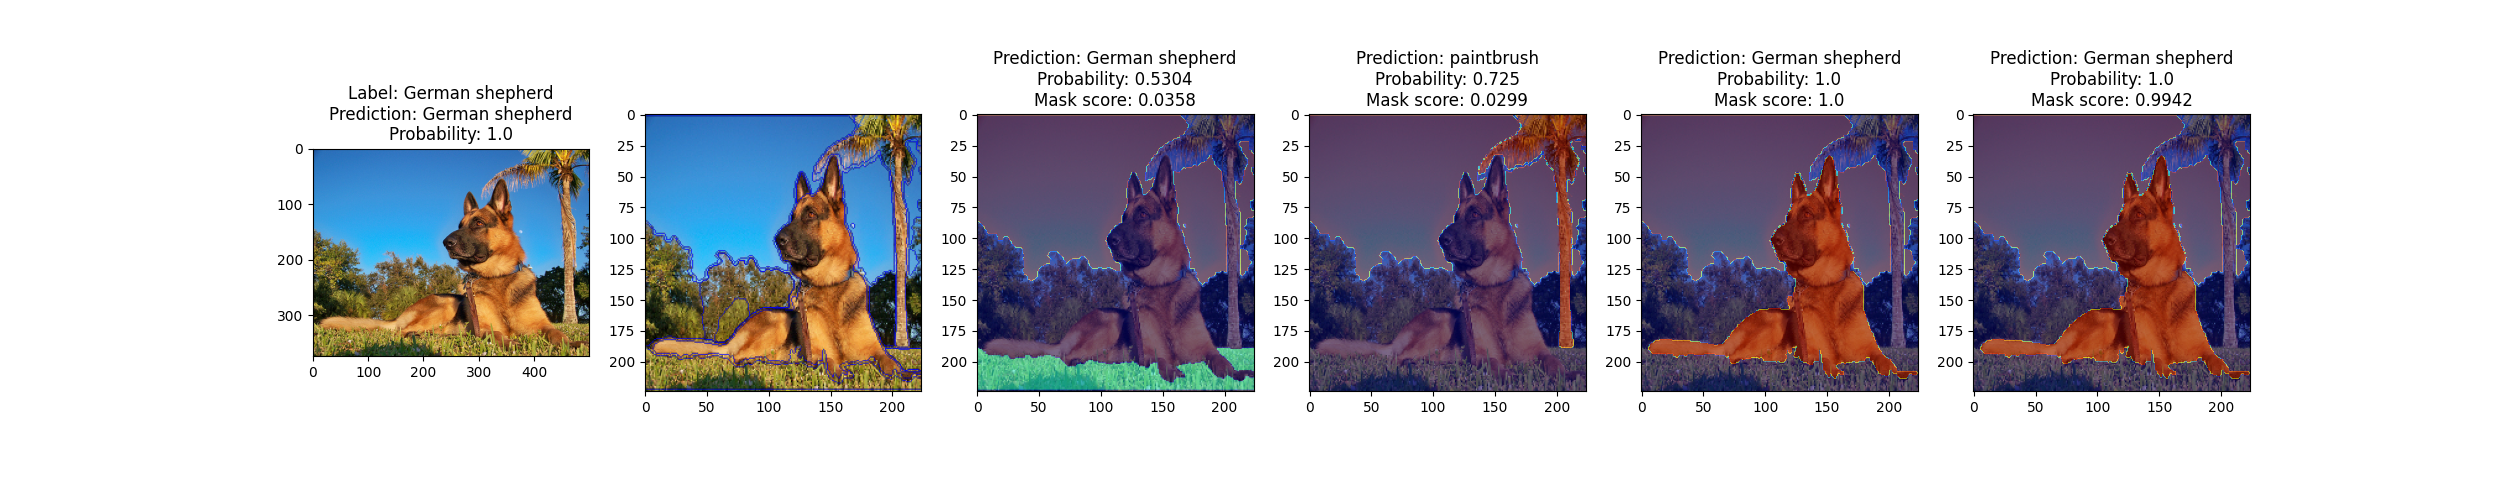 Label: German shepherd
Prediction: German shepherd
Probability: 1.0
0
100
200
300
0 100 200 300 400
0
25
50
75
100
125
150
175
200
0 50 100 150 200
Prediction: German shepherd
Probability: 0.5304
Mask score: 0.0358
0
25
50
75
100
125
150
175
200
0 50 100 150 200
Prediction: paintbrush
Probability: 0.725
Mask score: 0.0299
0
25
50
75
100
125
150
175
200
0 50 100 150 200
Prediction: German shepherd
Probability: 1.0
Mask score: 1.0
0
25
50
75
100
125
150
175
200
0 50 100 150 200
Prediction: German shepherd
Probability: 1.0
Mask score: 0.9942
0
25
50
75
100
125
150
175
200
0 50 100 150 200